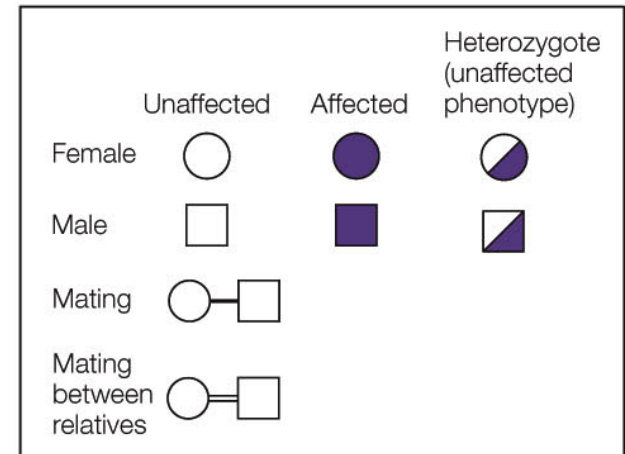 Heterozygote
(unaffected
phenotype)
Unaffected Affected
Female
Male
Mating
Mating
between
relatives